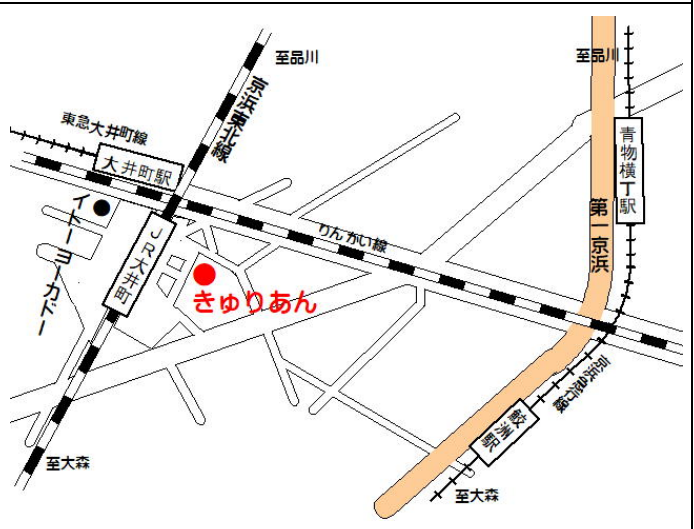 至品川
至品川
京浜東北線
東急大井町線
大井町駅
青物横丁駅
イトーヨーカドー
JR大井町
第一京浜
りんかい線
きゅりあん
京浜急行線
鮫洲駅
至大森
至大森